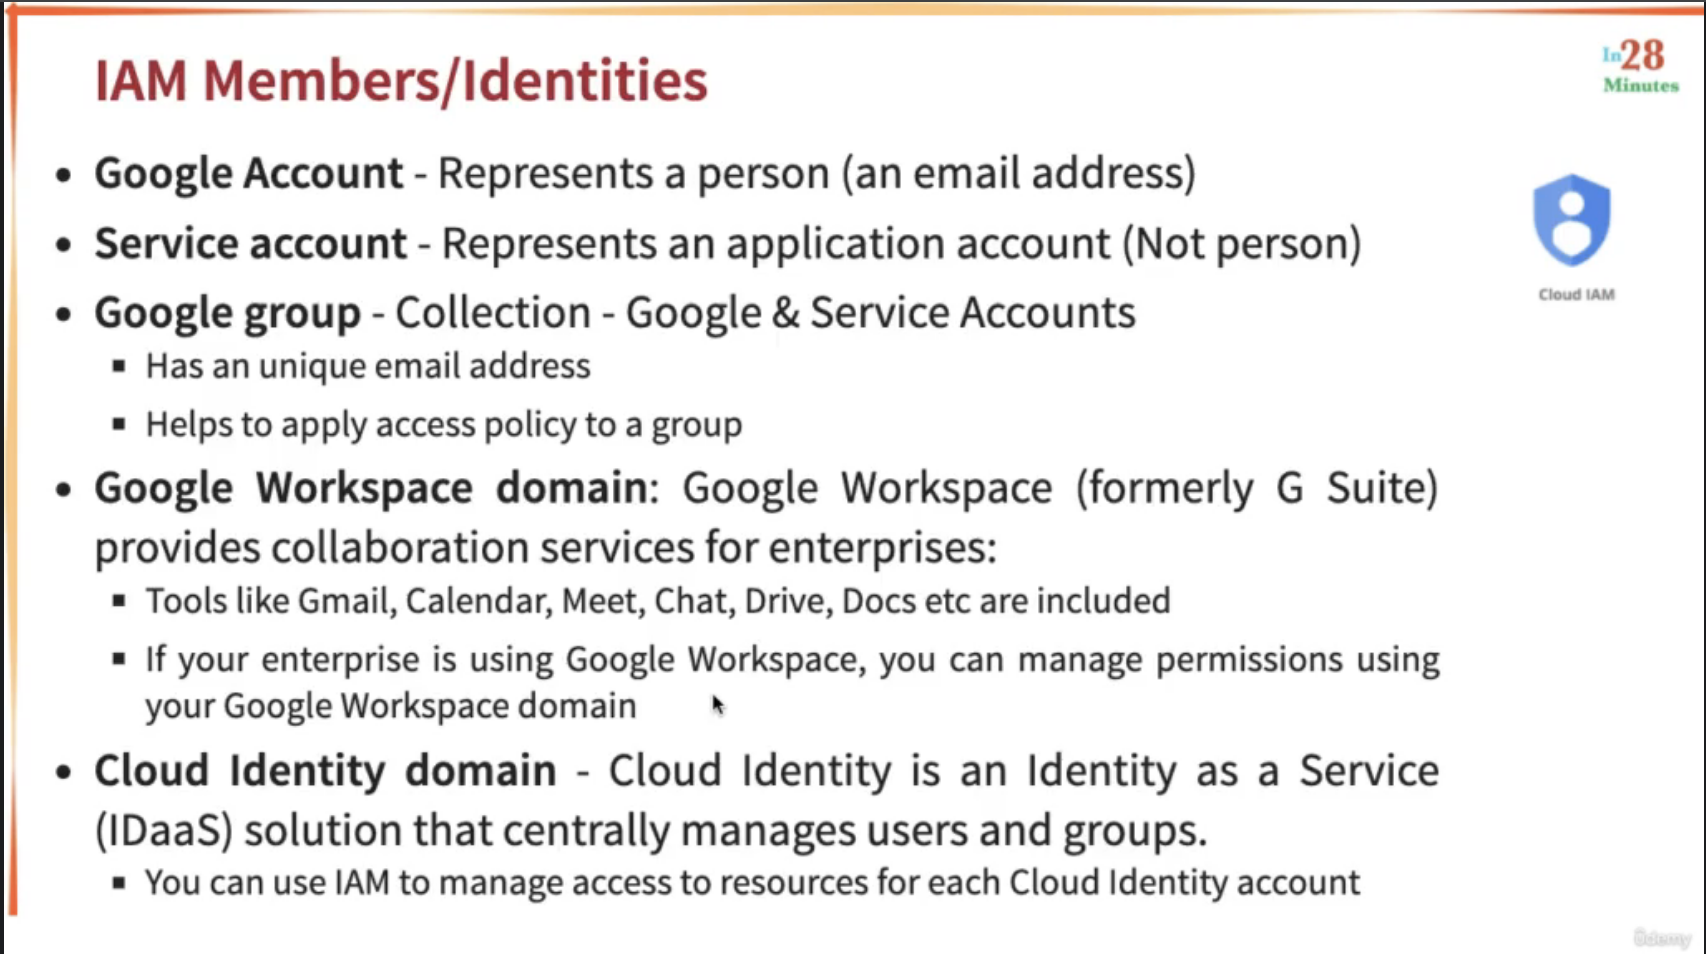 IAM Members/Identities
In28
Minutes
• Google Account - Represents a person (an email address)
• Service account - Represents an application account (Not person)
Cloud IAM
• Google group - Collection - Google & Service Accounts
▪ Has an unique email address
▪ Helps to apply access policy to a group
• Google Workspace domain: Google Workspace (formerly G Suite)
provides collaboration services for enterprises:
▪ Tools like Gmail, Calendar, Meet, Chat, Drive, Docs etc are included
▪ If your enterprise is using Google Workspace, you can manage permissions using
your Google Workspace domain
• Cloud Identity domain - Cloud Identity is an Identity as a Service
(IDaaS) solution that centrally manages users and groups.
▪ You can use IAM to manage access to resources for each Cloud Identity account
ûdemy